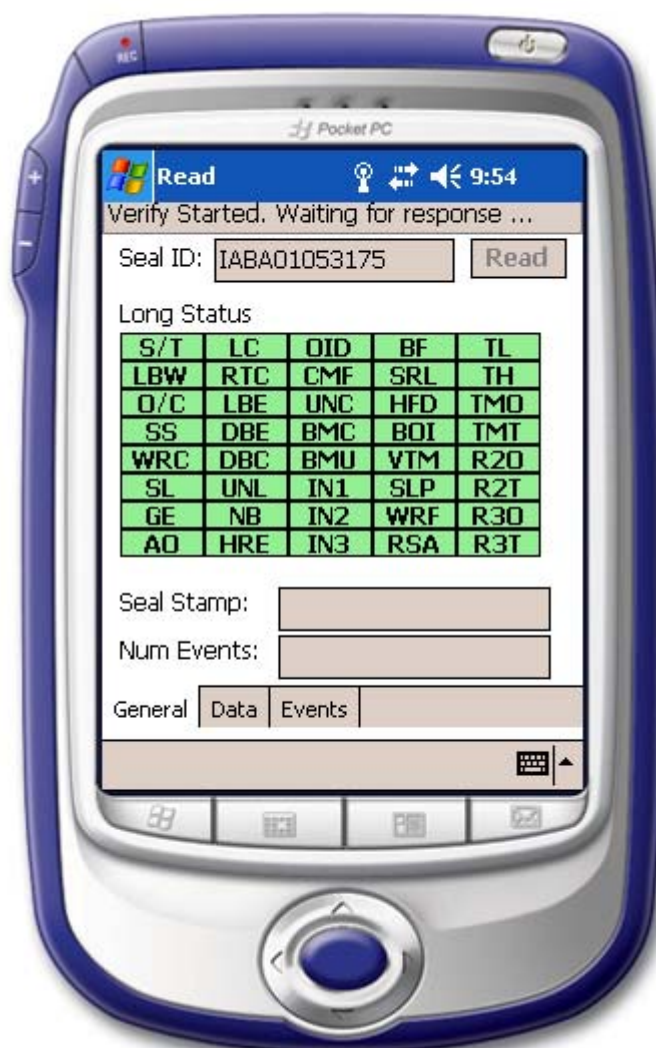 REC
Pocket PC
Read 9:54
Verify Started. Waiting for response ...
Seal ID: IABA01053175 Read
Long Status
S/T LC OID BF TL
LBW RTC CMF SRL TH
O/C LBE UNC HFD TMO
SS DBE BMC BOI TMT
WRC DBC BMU VTM R2O
SL UNL IN1 SLP R2T
GE NB IN2 WRF R3O
AO HRE IN3 RSA R3T
Seal Stamp:
Num Events:
General Data Events